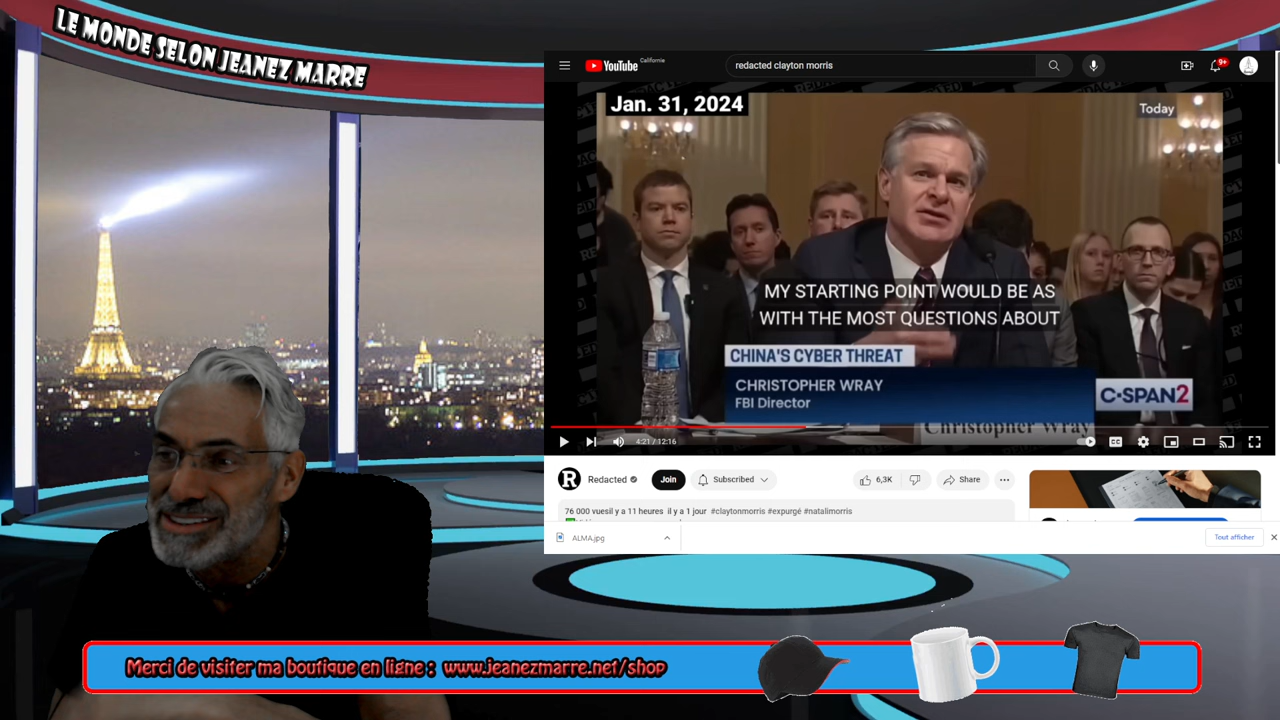 LE MONDE SELON JEANEZ MARRE
YouTube
Californie
redacted clayton morris
9+
Jan. 31, 2024
Today
MY STARTING POINT WOULD BE AS
WITH THE MOST QUESTIONS ABOUT
CHINA'S CYBER THREAT
CHRISTOPHER WRAY
FBI Director
C-SPAN2
Christopher Wray
4:21 / 12:16
Redacted
Join
Subscribed
6,3K
Share
76 000 vuesil y a 11 heures il y a 1 jour #claytonmorris #expurgé #natalimorris
ALMA.jpg
Tout afficher
Merci de visiter ma boutique en ligne : www.jeanezmarre.net/shop